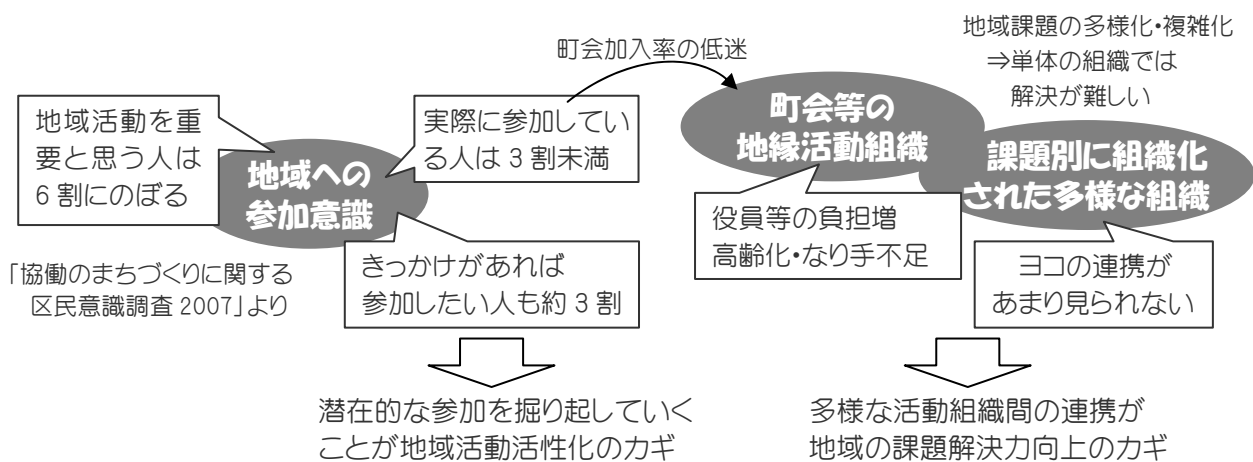 地域活動を重
要と思う人は
6割にのぼる
地域への
参加意識
実際に参加してい
る人は3割未満
きっかけがあれば
参加したい人も約3割
「協働のまちづくりに関する
区民意識調査2007」より
潜在的な参加を掘り起していく
ことが地域活動活性化のカギ
町会加入率の低迷
町会等の
地縁活動組織
役員等の負担増
高齢化・なり手不足
地域課題の多様化・複雑化
⇒単体の組織では
解決が難しい
課題別に組織化
された多様な組織
ヨコの連携が
あまり見られない
多様な活動組織間の連携が
地域の課題解決力向上のカギ